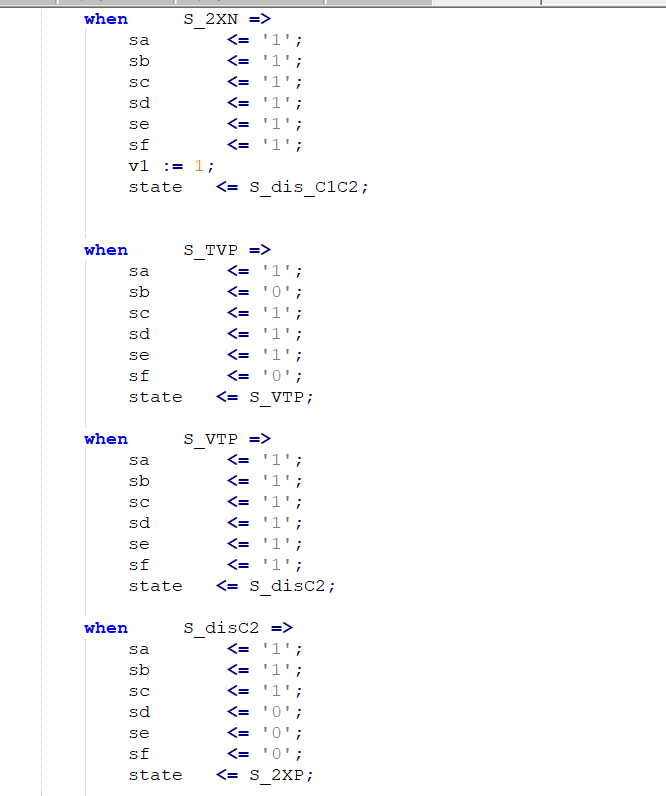 when S_2XN =>
sa <= '1';
sb <= '1';
sc <= '1';
sd <= '1';
se <= '1';
sf <= '1';
v1 := 1;
state <= S_dis_C1C2;
when S_TVP =>
sa <= '1';
sb <= '0';
sc <= '1';
sd <= '1';
se <= '1';
sf <= '0';
state <= S_VTP;
when S_VTP =>
sa <= '1';
sb <= '1';
sc <= '1';
sd <= '1';
se <= '1';
sf <= '1';
state <= S_disC2;
when S_disC2 =>
sa <= '1';
sb <= '1';
sc <= '1';
sd <= '0';
se <= '0';
sf <= '0';
state <= S_2XP;